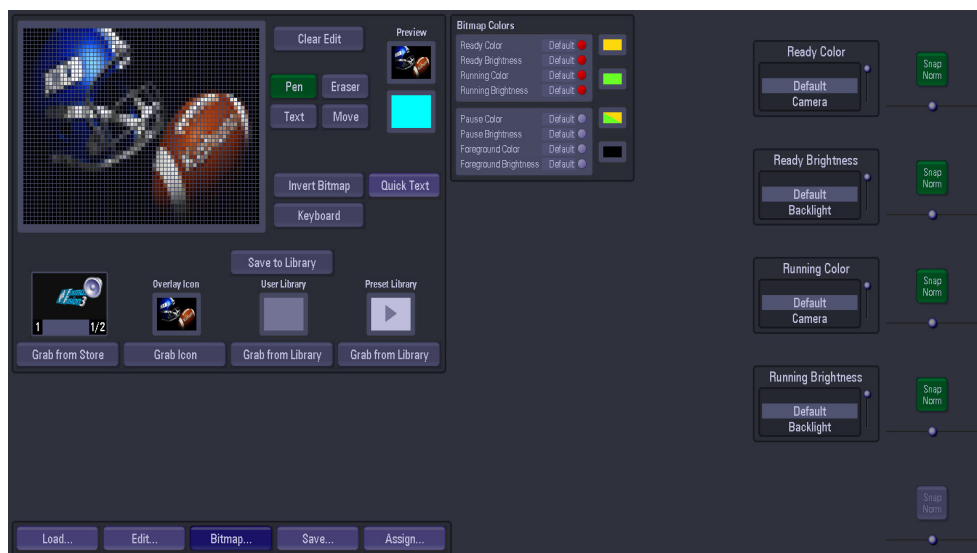 Clear Edit
Preview
Pen
Eraser
Text
Move
Invert Bitmap
Quick Text
Keyboard
Save to Library
Overlay Icon
User Library
Preset Library
1
1/2
Grab from Store
Grab Icon
Grab from Library
Grab from Library
Bitmap Colors
Ready Color Default
Ready Brightness Default
Running Color Default
Running Brightness Default
Pause Color Default
Pause Brightness Default
Foreground Color Default
Foreground Brightness Default
Ready Color
Default
Camera
Snap
Norm
Ready Brightness
Default
Backlight
Snap
Norm
Running Color
Default
Camera
Snap
Norm
Running Brightness
Default
Backlight
Snap
Norm
Snap
Norm
Load...
Edit...
Bitmap...
Save...
Assign...